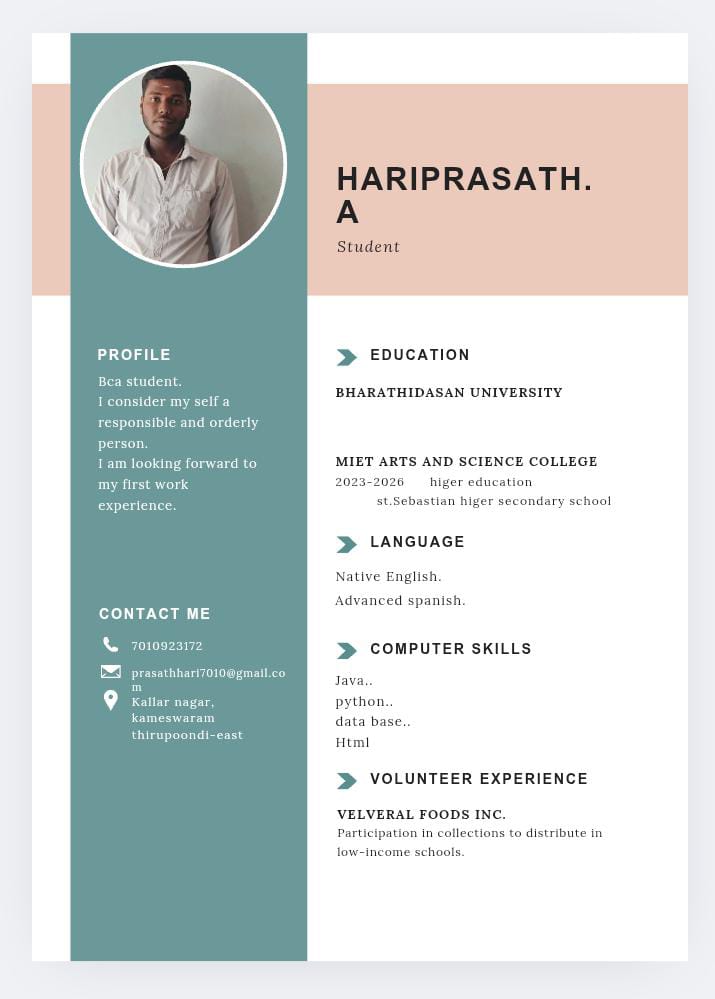 HARIPRASATH.
A
Student
PROFILE
Bca student.
I consider my self a
responsible and orderly
person.
I am looking forward to
my first work
experience.
CONTACT ME
7010923172
prasathhari7010@gmail.co
m
Kallar nagar,
kameswaram
thirupoondi-east
EDUCATION
BHARATHIDASAN UNIVERSITY
MIET ARTS AND SCIENCE COLLEGE
2023-2026 higer education
st.Sebastian higer secondary school
LANGUAGE
Native English.
Advanced spanish.
COMPUTER SKILLS
Java..
python..
data base..
Html
VOLUNTEER EXPERIENCE
VELVERAL FOODS INC.
Participation in collections to distribute in
low-income schools.